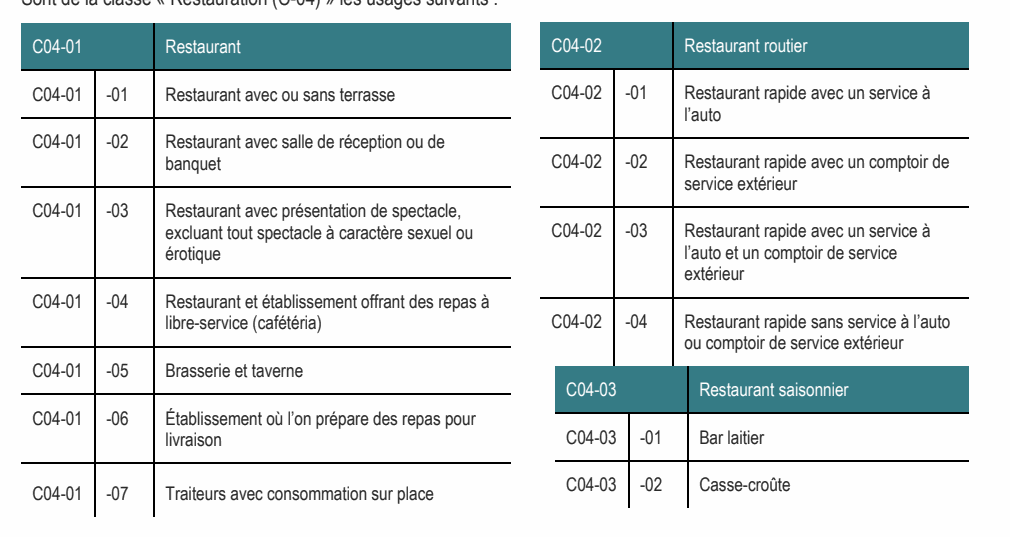 Sont de la classe « Restauration (C-04) » les usages suivants :
C04-01 Restaurant
C04-01 -01 Restaurant avec ou sans terrasse
C04-01 -02 Restaurant avec salle de réception ou de
banquet
C04-01 -03 Restaurant avec présentation de spectacle,
excluant tout spectacle à caractère sexuel ou
érotique
C04-01 -04 Restaurant et établissement offrant des repas à
libre-service (cafétéria)
C04-01 -05 Brasserie et taverne
C04-01 -06 Établissement où l’on prépare des repas pour
livraison
C04-01 -07 Traiteurs avec consommation sur place
C04-02 Restaurant routier
C04-02 -01 Restaurant rapide avec un service à
l’auto
C04-02 -02 Restaurant rapide avec un comptoir de
service extérieur
C04-02 -03 Restaurant rapide avec un service à
l’auto et un comptoir de service
extérieur
C04-02 -04 Restaurant rapide sans service à l’auto
ou comptoir de service extérieur
C04-03 Restaurant saisonnier
C04-03 -01 Bar laitier
C04-03 -02 Casse-croûte